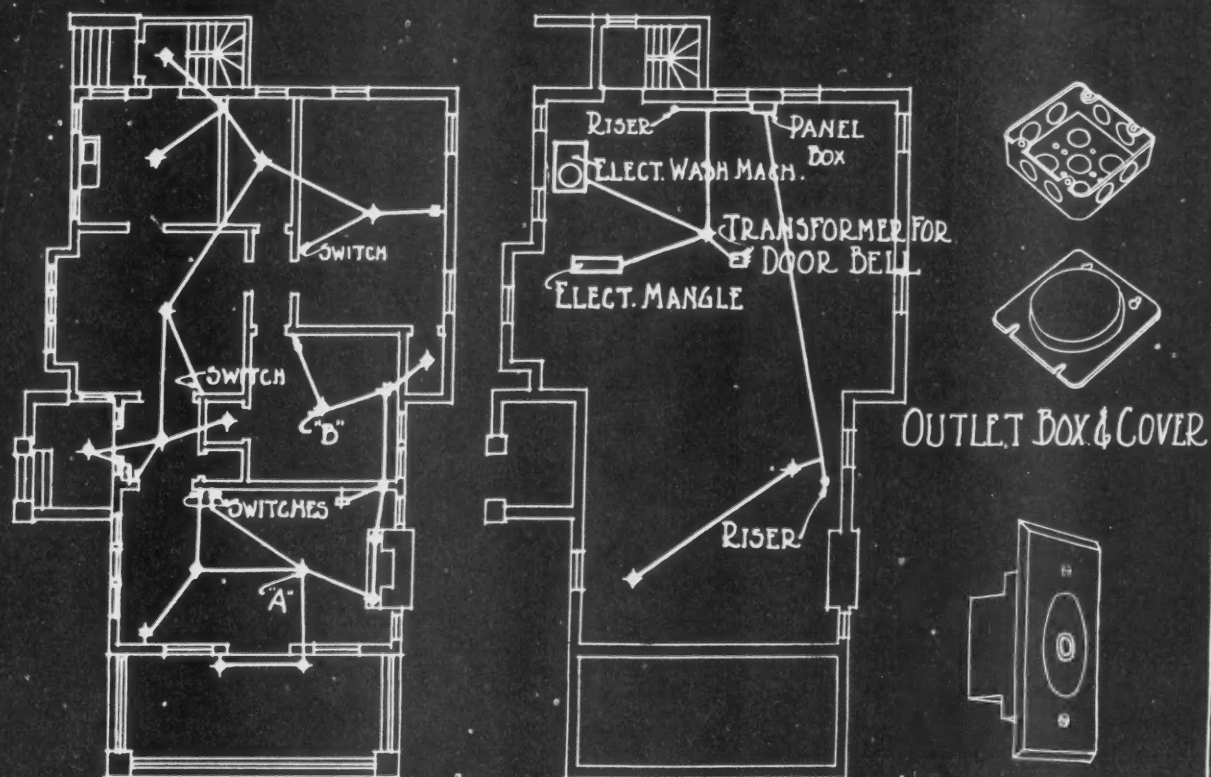 SWITCH
SWITCH
"B"
SWITCHES
"A"
RISER
PANEL
BOX
ELECT. WASH MACH.
TRANSFORMER FOR
DOOR BELL
ELECT. MANGLE
RISER
OUTLET BOX & COVER